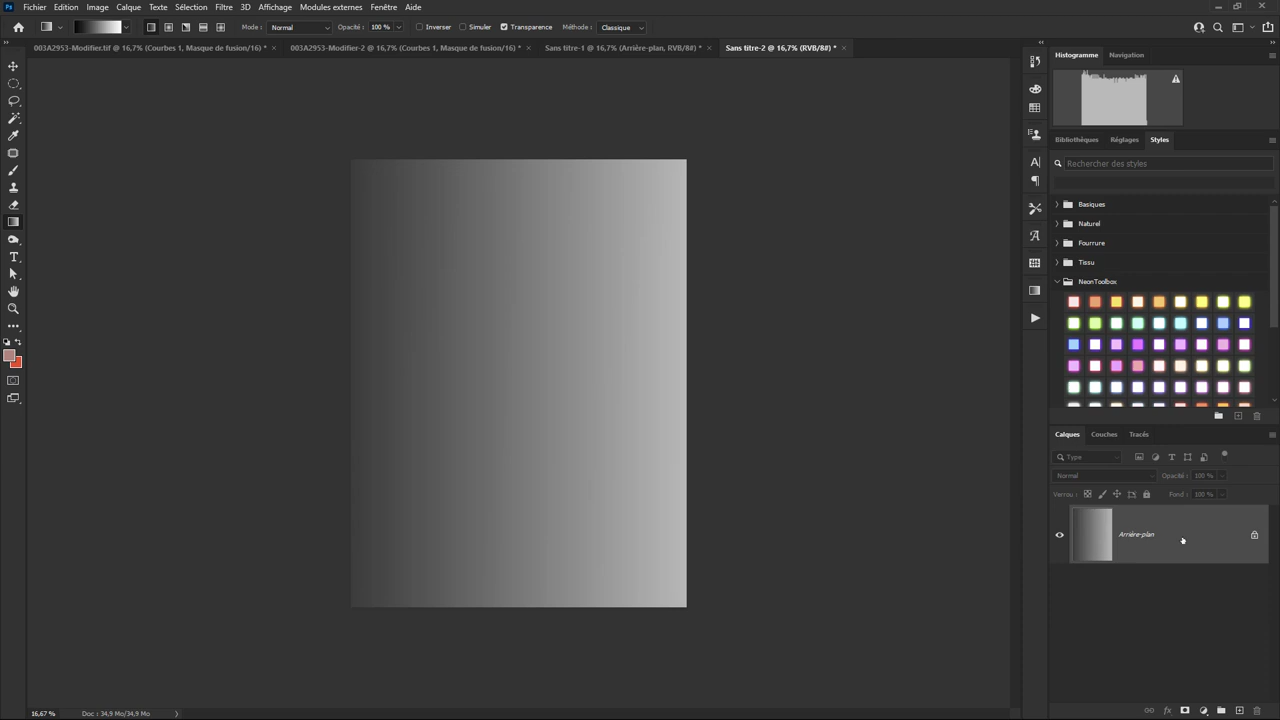 Ps Fichier Edition Image Calque Texte Sélection Filtre 3D Affichage Modules externes Fenêtre Aide
Mode : Normal Opacité : 100 % Inverser Simuler Transparence Méthode : Classique
003A2953-Modifier.tif @ 16,7% (Courbes 1, Masque de fusion/16) * × 003A2953-Modifier-2 @ 16,7% (Courbes 1, Masque de fusion/16) * × Sans titre-1 @ 16,7% (Arrière-plan, RVB/8#) * × Sans titre-2 @ 16,7% (RVB/8#) * ×
Histogramme Navigation
Bibliothèques Réglages Styles
Rechercher des styles
Basiques
Naturel
Fourrure
Tissu
NeonToolbox
Calques Couches Tracés
Type
Normal Opacité : 100 %
Verrou : Fond : 100 %
Arrière-plan
16,67 % Doc : 34,9 Mo/34,9 Mo